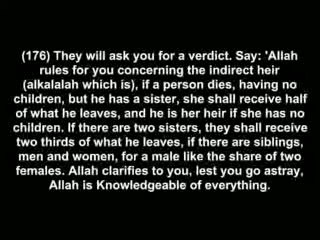 (176) They will ask you for a verdict. Say: 'Allah
rules for you concerning the indirect heir
(alkalalah which is), if a person dies, having no
children, but he has a sister, she shall receive half
of what he leaves, and he is her heir if she has no
children. If there are two sisters, they shall receive
two thirds of what he leaves, if there are siblings,
men and women, for a male like the share of two
females. Allah clarifies to you, lest you go astray,
Allah is Knowledgeable of everything.